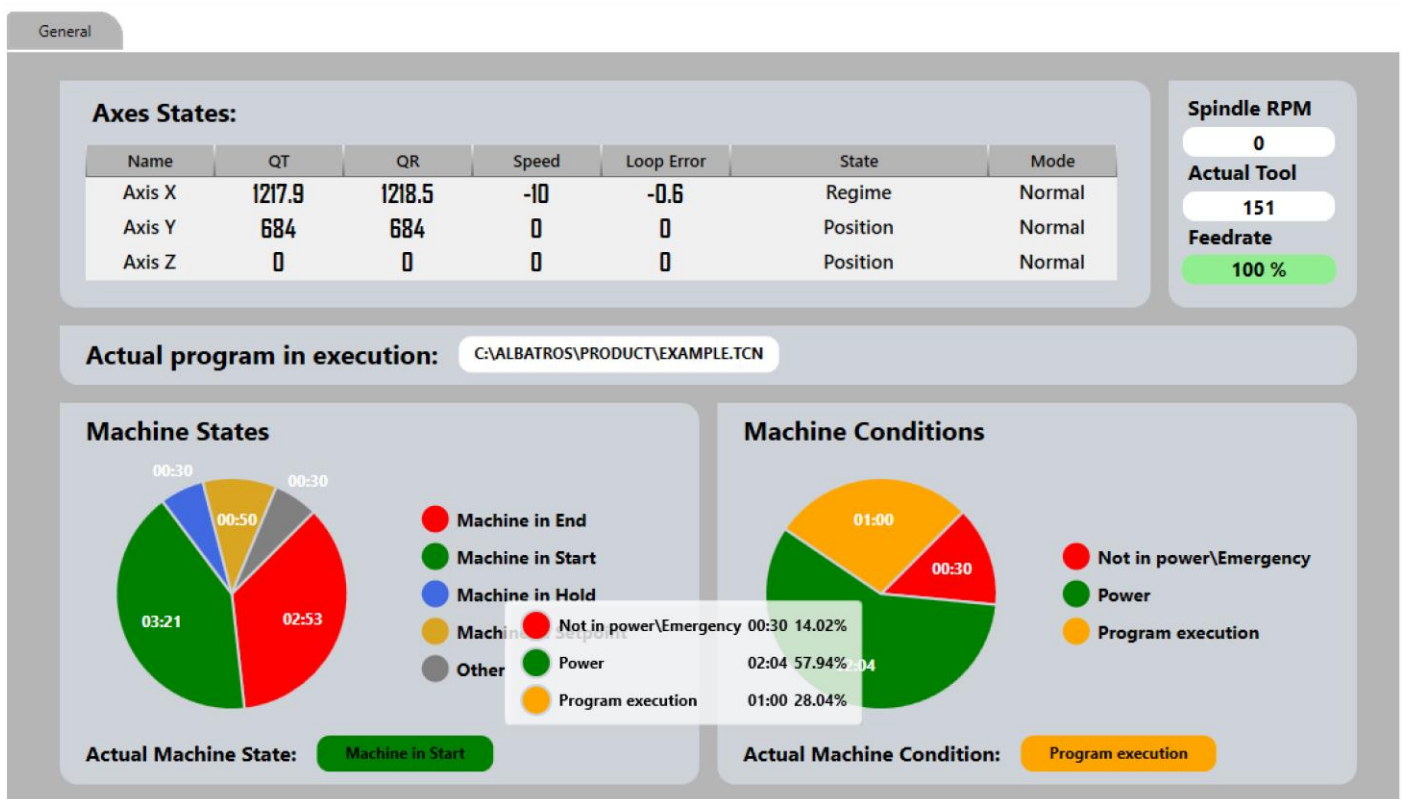 General
Axes States:
Name QT QR Speed Loop Error State Mode
Axis X 1217.9 1218.5 -10 -0.6 Regime Normal
Axis Y 684 684 0 0 Position Normal
Axis Z 0 0 0 0 Position Normal
Spindle RPM
0
Actual Tool
151
Feedrate
100 %
Actual program in execution: C:\ALBATROS\PRODUCT\EXAMPLE.TCN
Machine States
00:30
00:30
00:50
03:21
02:53
Machine in End
Machine in Start
Machine in Hold
Machine in Setpoint
Other
Not in power\Emergency 00:30 14.02%
Power 02:04 57.94%
Program execution 01:00 28.04%
Actual Machine State: Machine in Start
Machine Conditions
01:00
00:30
02:04
Not in power\Emergency
Power
Program execution
Actual Machine Condition: Program execution